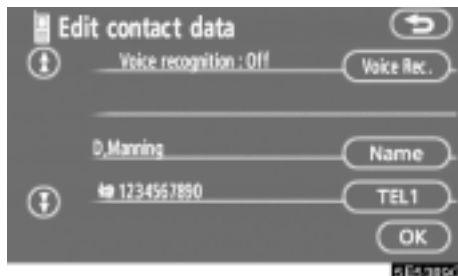 Edit contact data
Voice recognition : Off Voice Rec.
D,Manning Name
1234567890 TEL1
OK